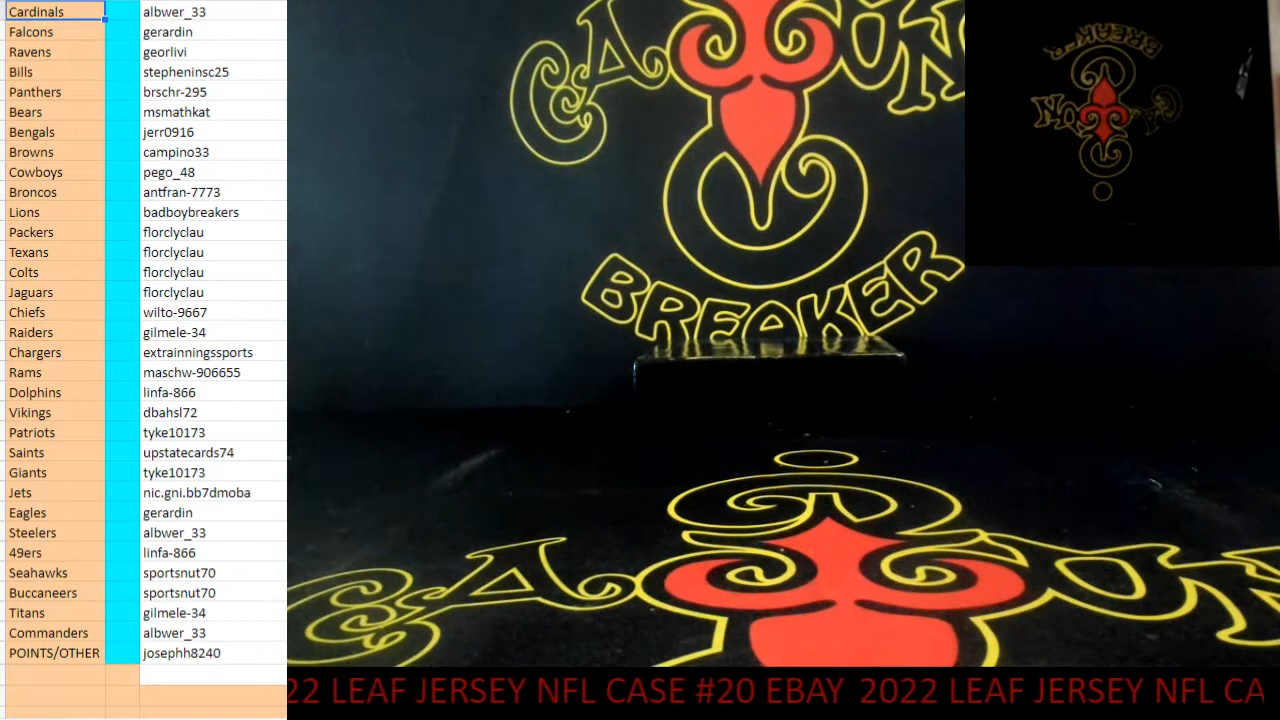 Cardinals albwer_33
Falcons gerardin
Ravens georlivi
Bills stepheninsc25
Panthers brschr-295
Bears msmathkat
Bengals jerr0916
Browns campino33
Cowboys pego_48
Broncos antfran-7773
Lions badboybreakers
Packers florclyclau
Texans florclyclau
Colts florclyclau
Jaguars florclyclau
Chiefs wilto-9667
Raiders gilmele-34
Chargers extrainningssports
Rams maschw-906655
Dolphins linfa-866
Vikings dbahsl72
Patriots tyke10173
Saints upstatecards74
Giants tyke10173
Jets nic.gni.bb7dmoba
Eagles gerardin
Steelers albwer_33
49ers linfa-866
Seahawks sportsnut70
Buccaneers sportsnut70
Titans gilmele-34
Commanders albwer_33
POINTS/OTHER josephh8240
BREAKER
BREAKER
22 LEAF JERSEY NFL CASE #20 EBAY 2022 LEAF JERSEY NFL CA